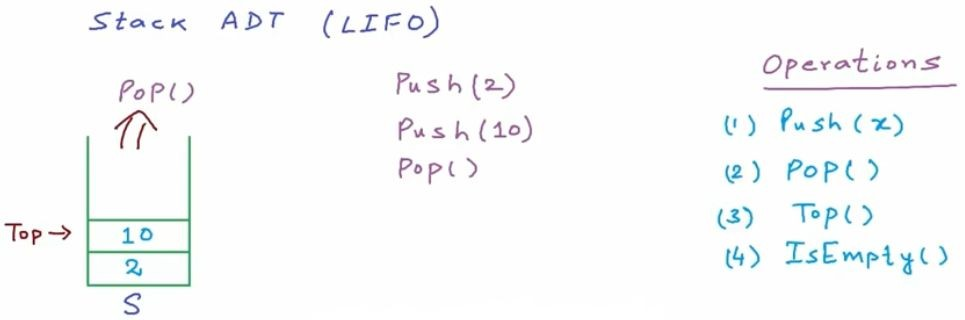 Stack ADT (LIFO)
PoP()
Top →
10
2
S
Push(2)
Push(10)
Pop()
Operations
(1) Push(x)
(2) Pop()
(3) Top()
(4) IsEmpty()